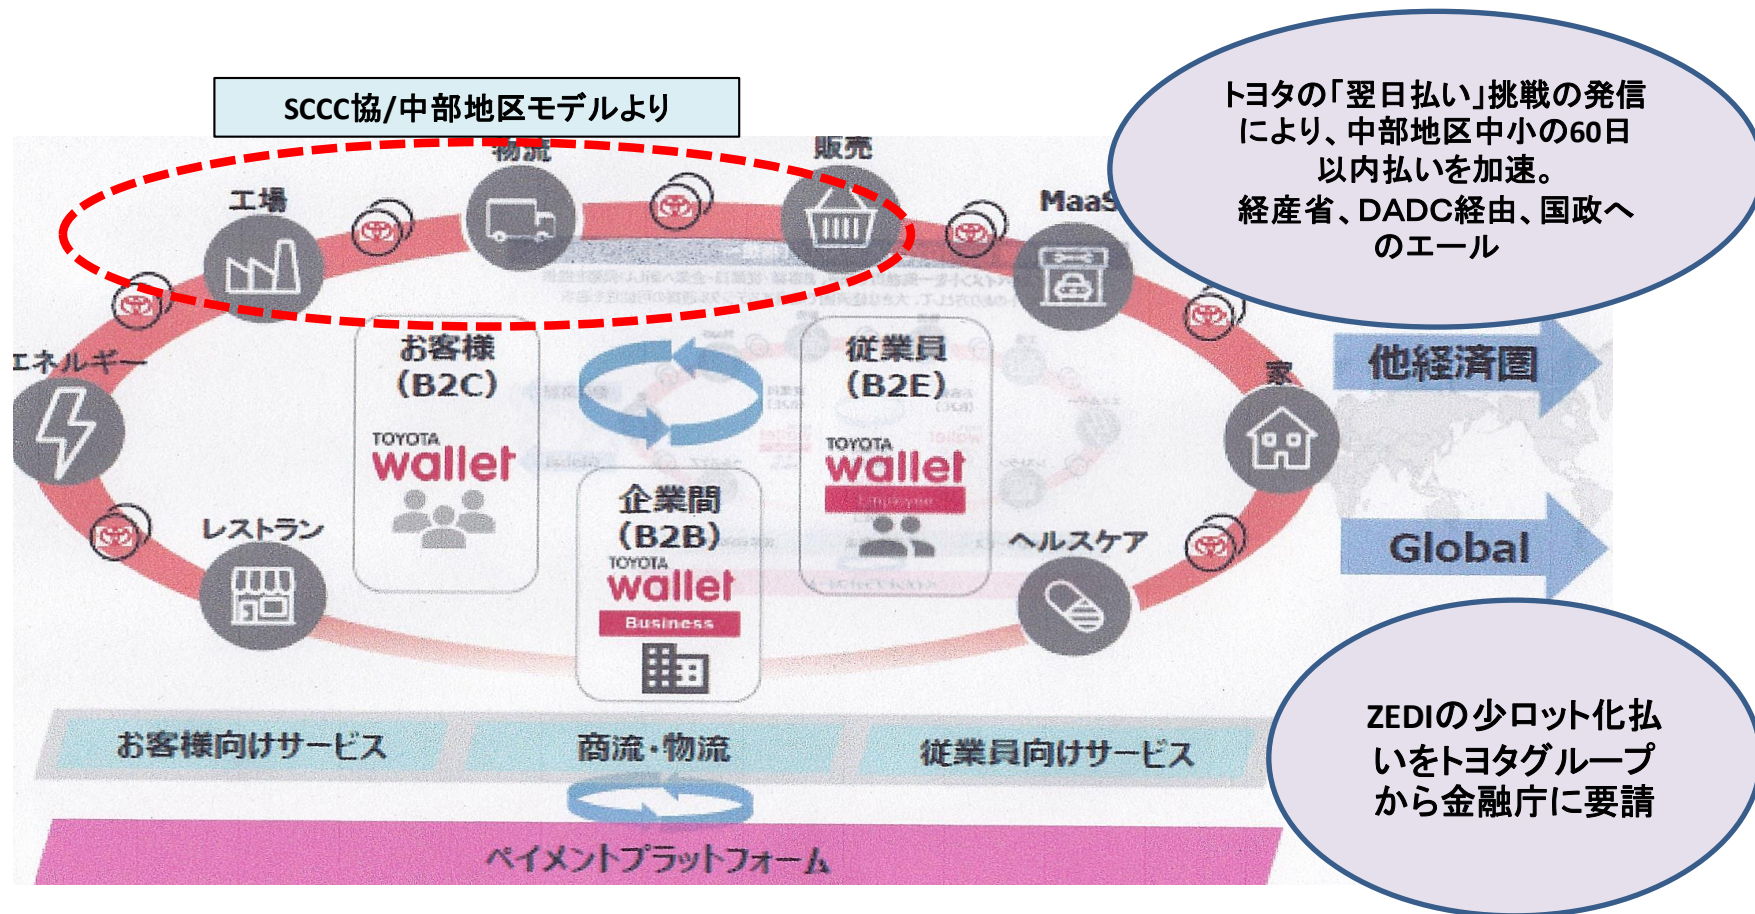 SCCC協/中部地区モデルより
トヨタの「翌日払い」挑戦の発信
により、中部地区中小の60日
以内払いを加速。
経産省、DADC経由、国政へ
のエール
物流
販売
工場
MaaS
エネルギー
家
他経済圏
お客様
（B2C）
TOYOTA
wallet
従業員
（B2E）
TOYOTA
wallet
Employee
企業間
（B2B）
TOYOTA
wallet
Business
レストラン
ヘルスケア
Global
お客様向けサービス
商流・物流
従業員向けサービス
ペイメントプラットフォーム
ZEDIの少ロット化払
いをトヨタグループ
から金融庁に要請